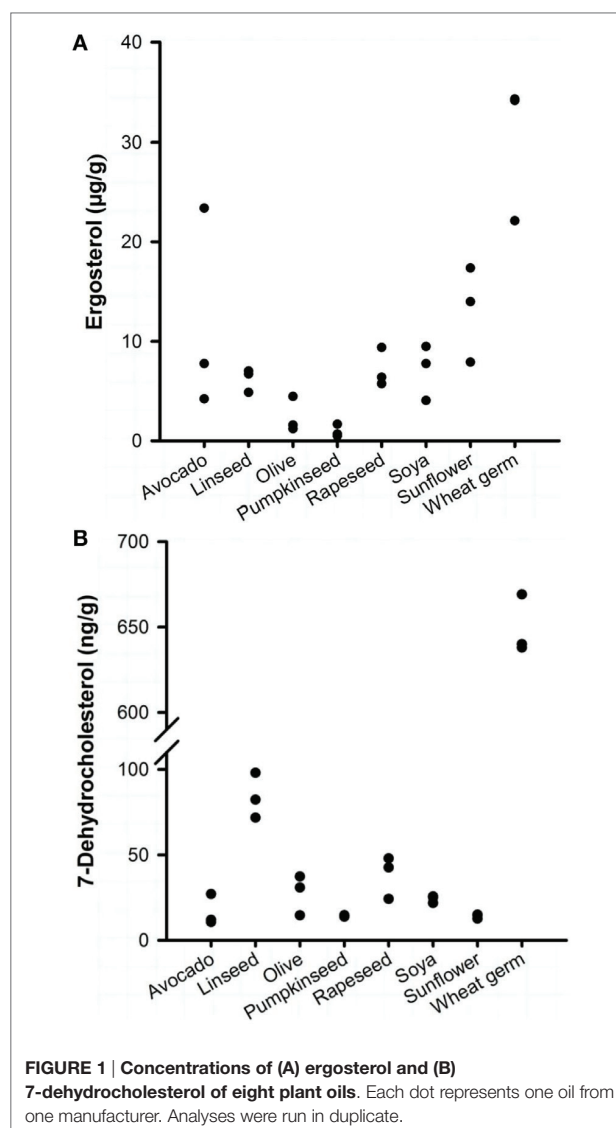 A
40
30
20
10
0
Ergosterol (µg/g)
Avocado
Linseed
Olive
Pumpkinseed
Rapeseed
Soya
Sunflower
Wheat germ
B
700
650
600
100
50
0
7-Dehydrocholesterol (ng/g)
Avocado
Linseed
Olive
Pumpkinseed
Rapeseed
Soya
Sunflower
Wheat germ
FIGURE 1 | Concentrations of (A) ergosterol and (B)
7-dehydrocholesterol of eight plant oils. Each dot represents one oil from
one manufacturer. Analyses were run in duplicate.